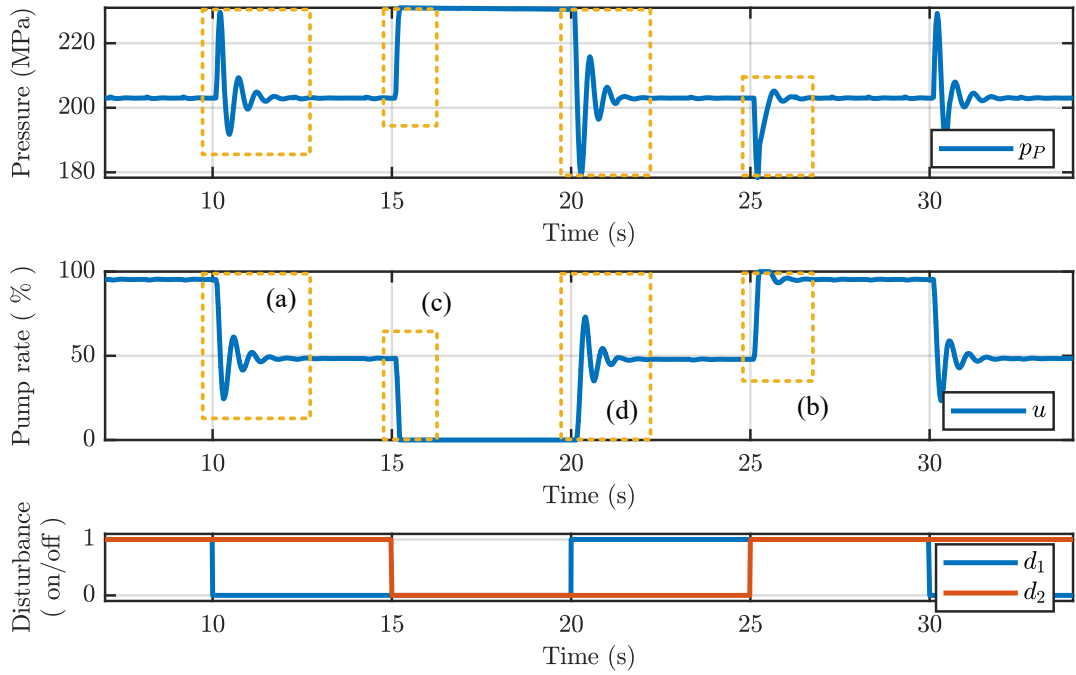 Pressure (MPa)
220
200
180
p_P
10 15 20 25 30
Time (s)
Pump rate ( % )
100
50
0
(a) (c) (d) (b)
u
10 15 20 25 30
Time (s)
Disturbance
( on/off )
1
0
d_1
d_2
10 15 20 25 30
Time (s)